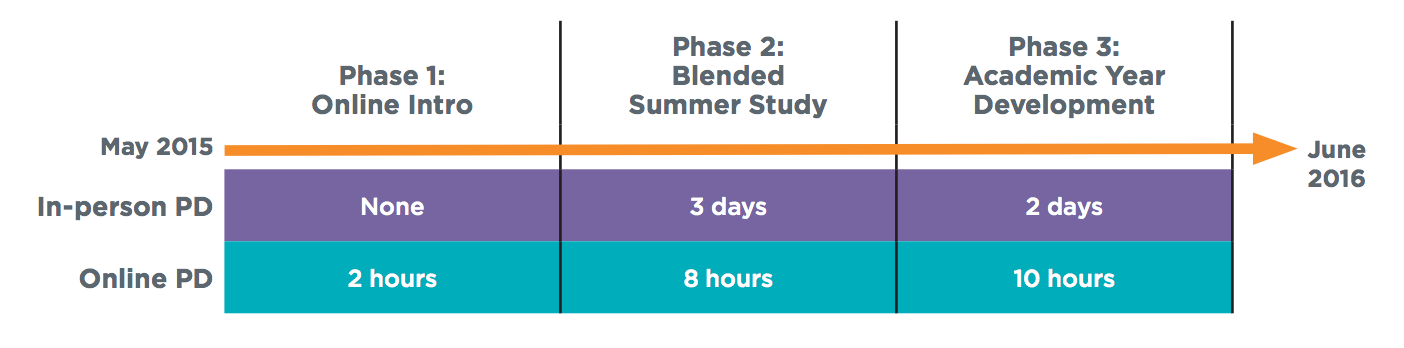 Phase 1:
Online Intro
Phase 2:
Blended
Summer Study
Phase 3:
Academic Year
Development
May 2015
June
2016
In-person PD
None
3 days
2 days
Online PD
2 hours
8 hours
10 hours